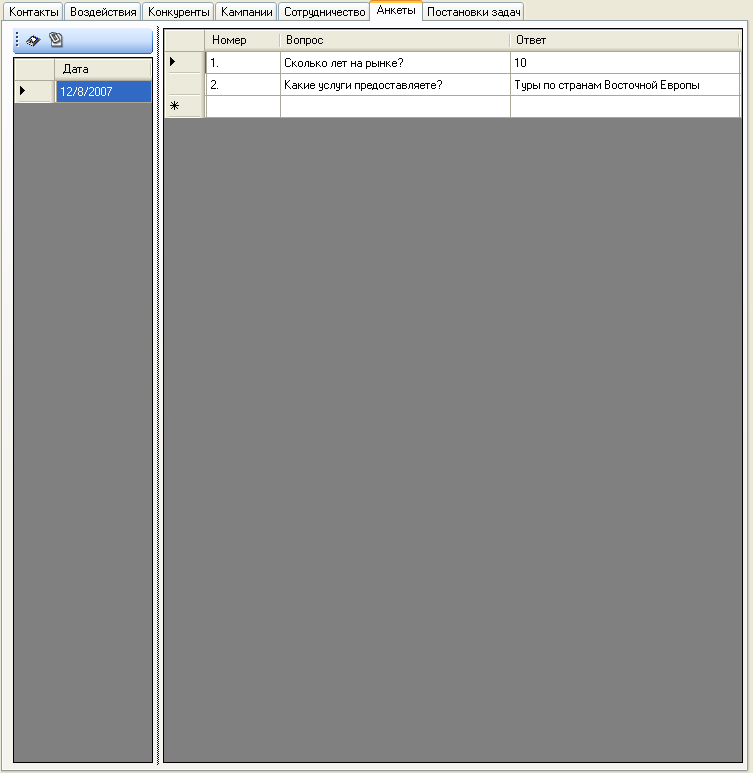 Контакты Воздействия Конкуренты Кампании Сотрудничество Анкеты Постановки задач
Дата
12/8/2007
Номер Вопрос Ответ
1. Сколько лет на рынке? 10
2. Какие услуги предоставляете? Туры по странам Восточной Европы